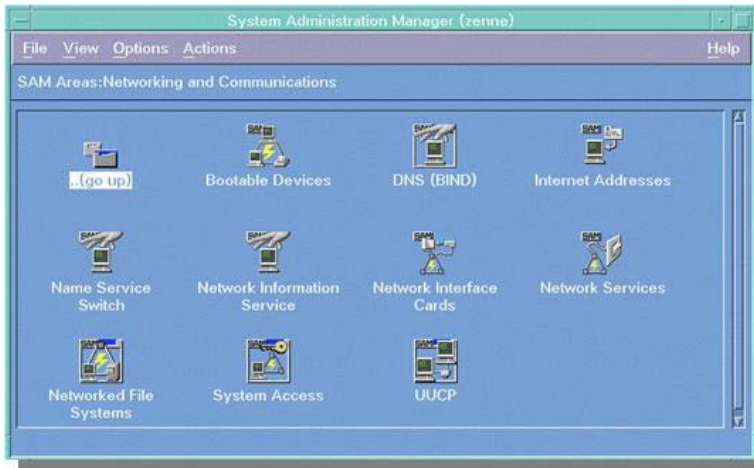 System Administration Manager (zenne)
File View Options Actions Help
SAM Areas:Networking and Communications
..(go up)
Bootable Devices
DNS (BIND)
Internet Addresses
Name Service
Switch
Network Information
Service
Network Interface
Cards
Network Services
Networked File
Systems
System Access
UUCP